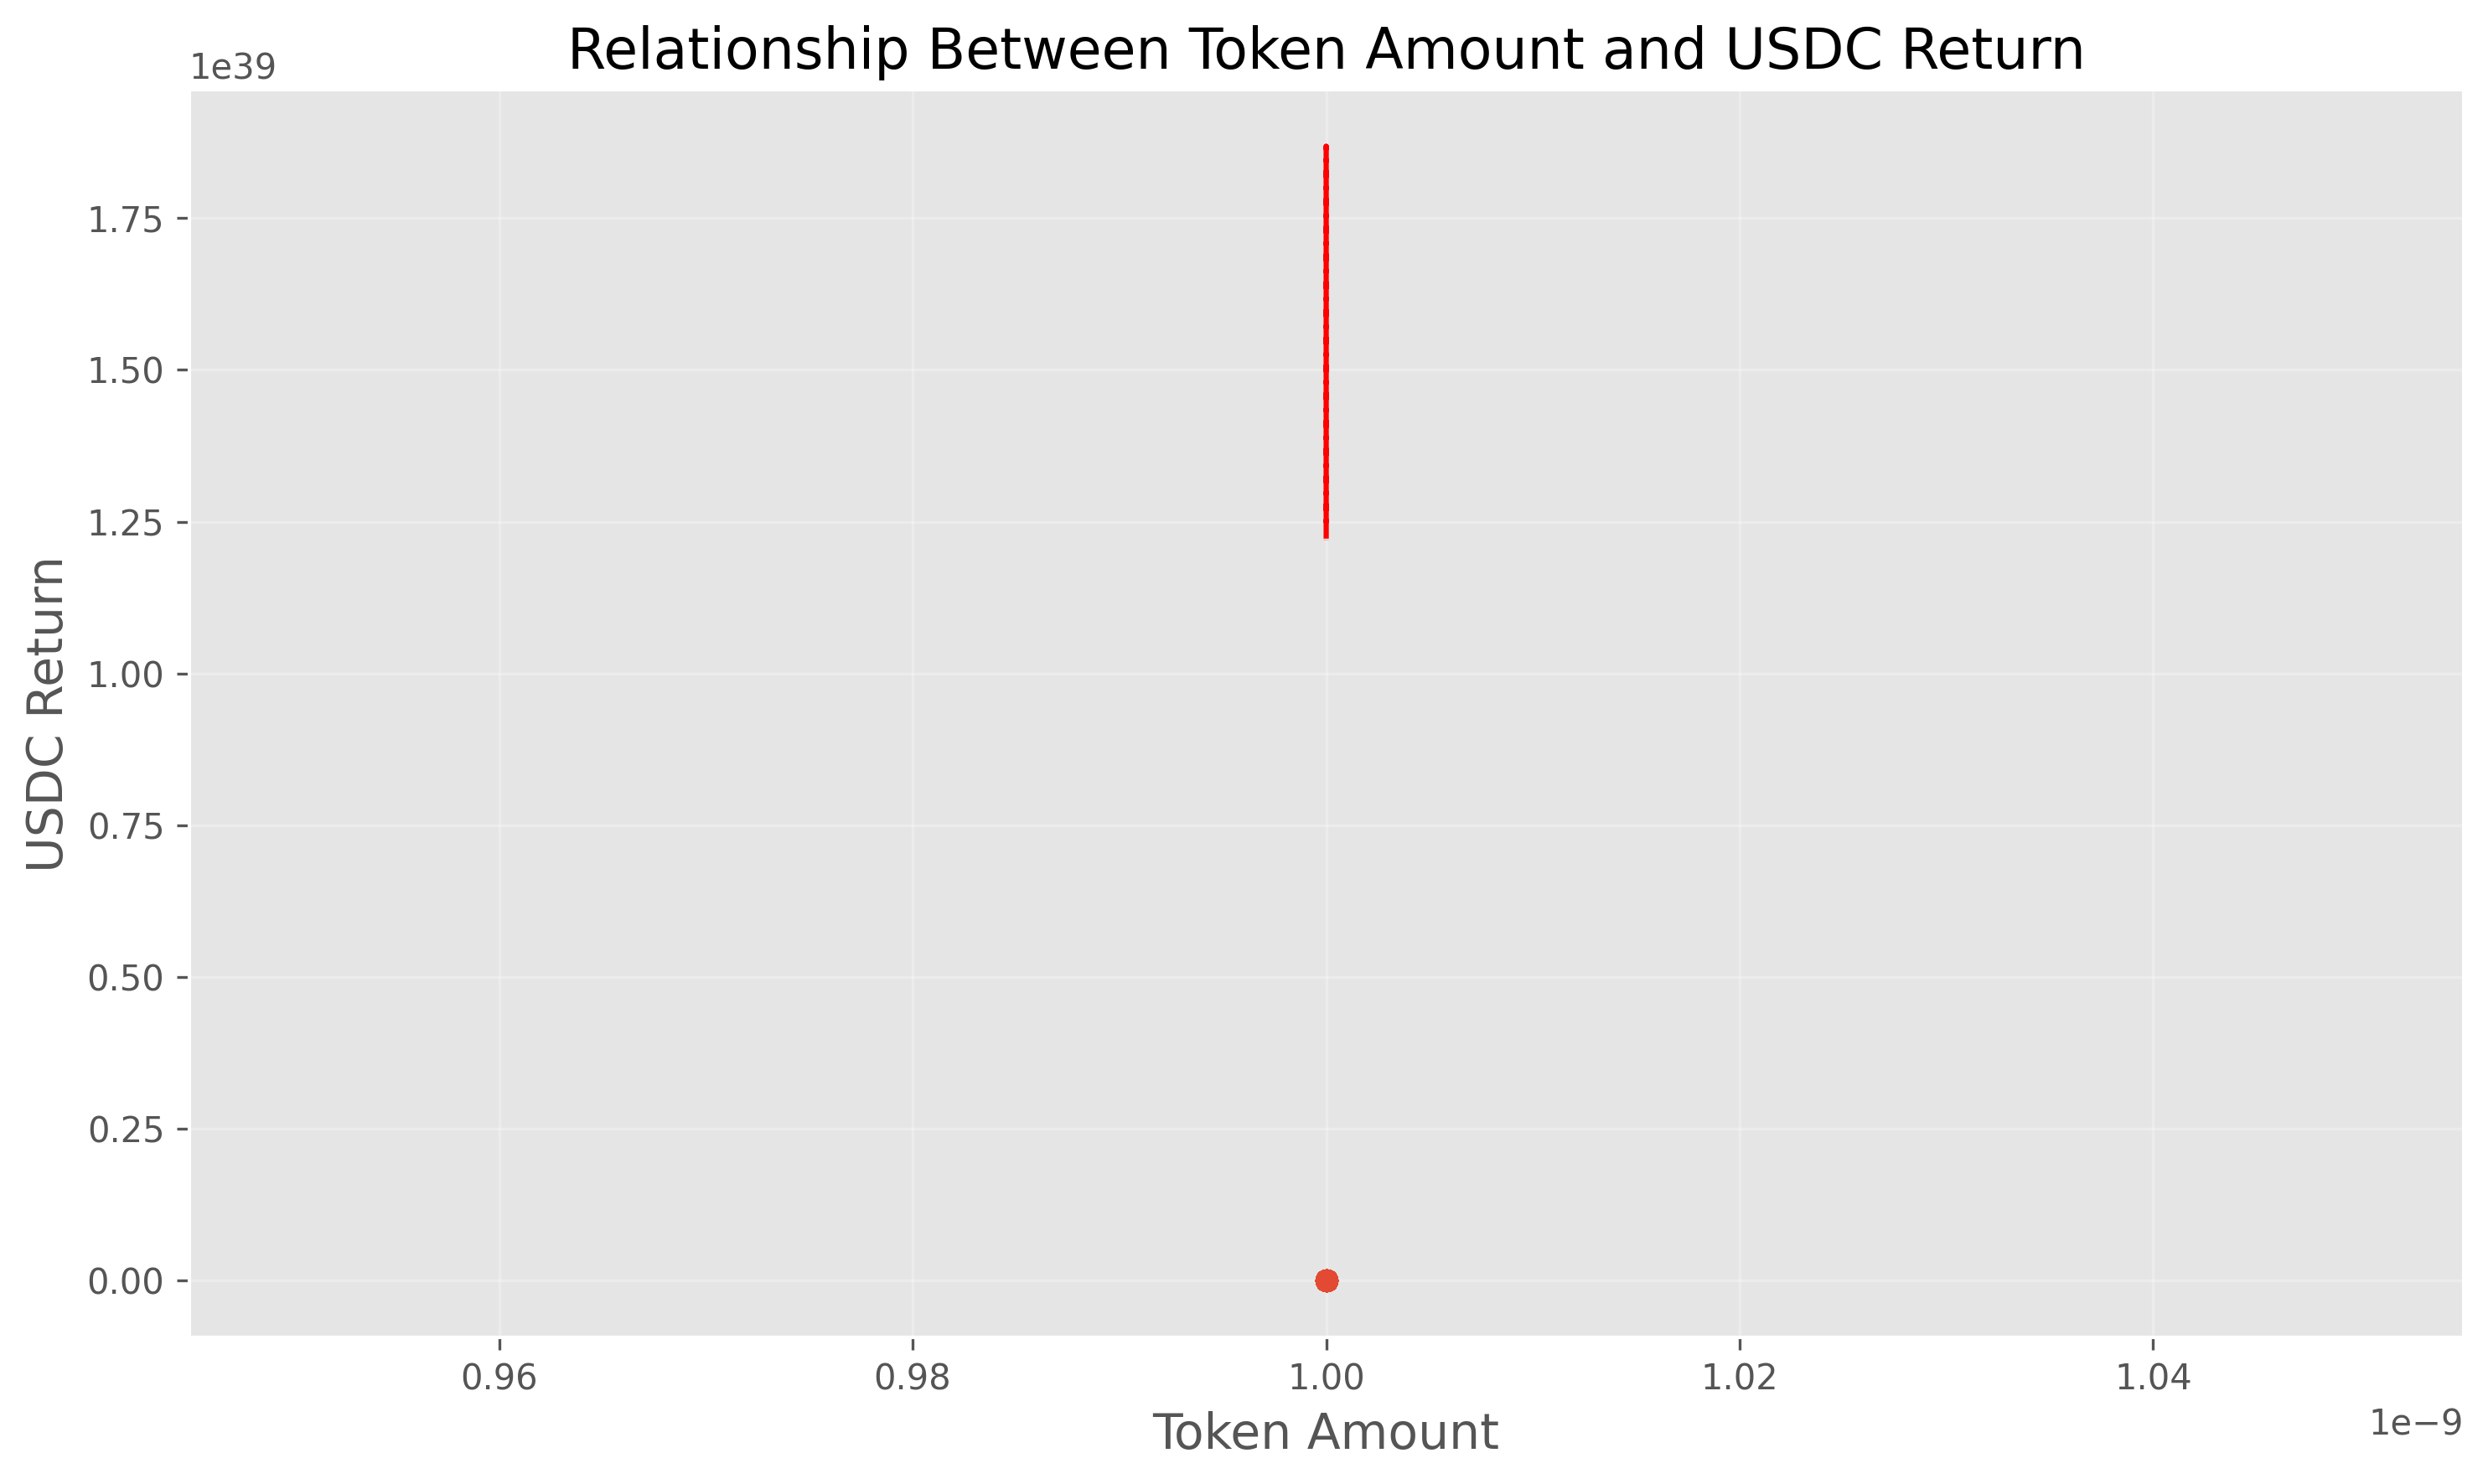 Relationship Between Token Amount and USDC Return
1e39
1.75
1.50
1.25
1.00
0.75
0.50
0.25
0.00
USDC Return
0.96 0.98 1.00 1.02 1.04
Token Amount
1e−9